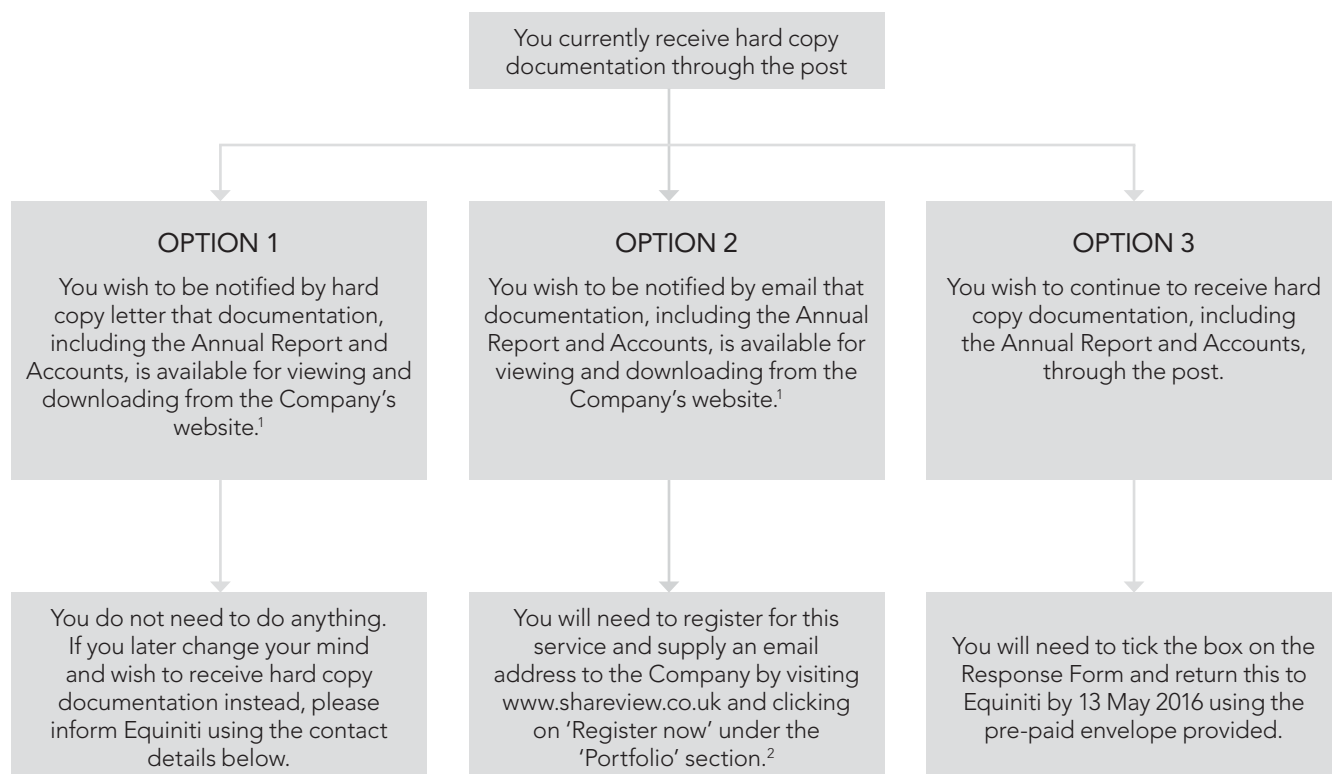 You currently receive hard copy
documentation through the post
OPTION 1
You wish to be notified by hard
copy letter that documentation,
including the Annual Report and
Accounts, is available for viewing and
downloading from the Company’s
website.1
OPTION 2
You wish to be notified by email that
documentation, including the Annual
Report and Accounts, is available for
viewing and downloading from the
Company’s website.1
OPTION 3
You wish to continue to receive hard
copy documentation, including
the Annual Report and Accounts,
through the post.
You do not need to do anything.
If you later change your mind
and wish to receive hard copy
documentation instead, please
inform Equiniti using the contact
details below.
You will need to register for this
service and supply an email
address to the Company by visiting
www.shareview.co.uk and clicking
on ‘Register now’ under the
‘Portfolio’ section.2
You will need to tick the box on the
Response Form and return this to
Equiniti by 13 May 2016 using the
pre-paid envelope provided.